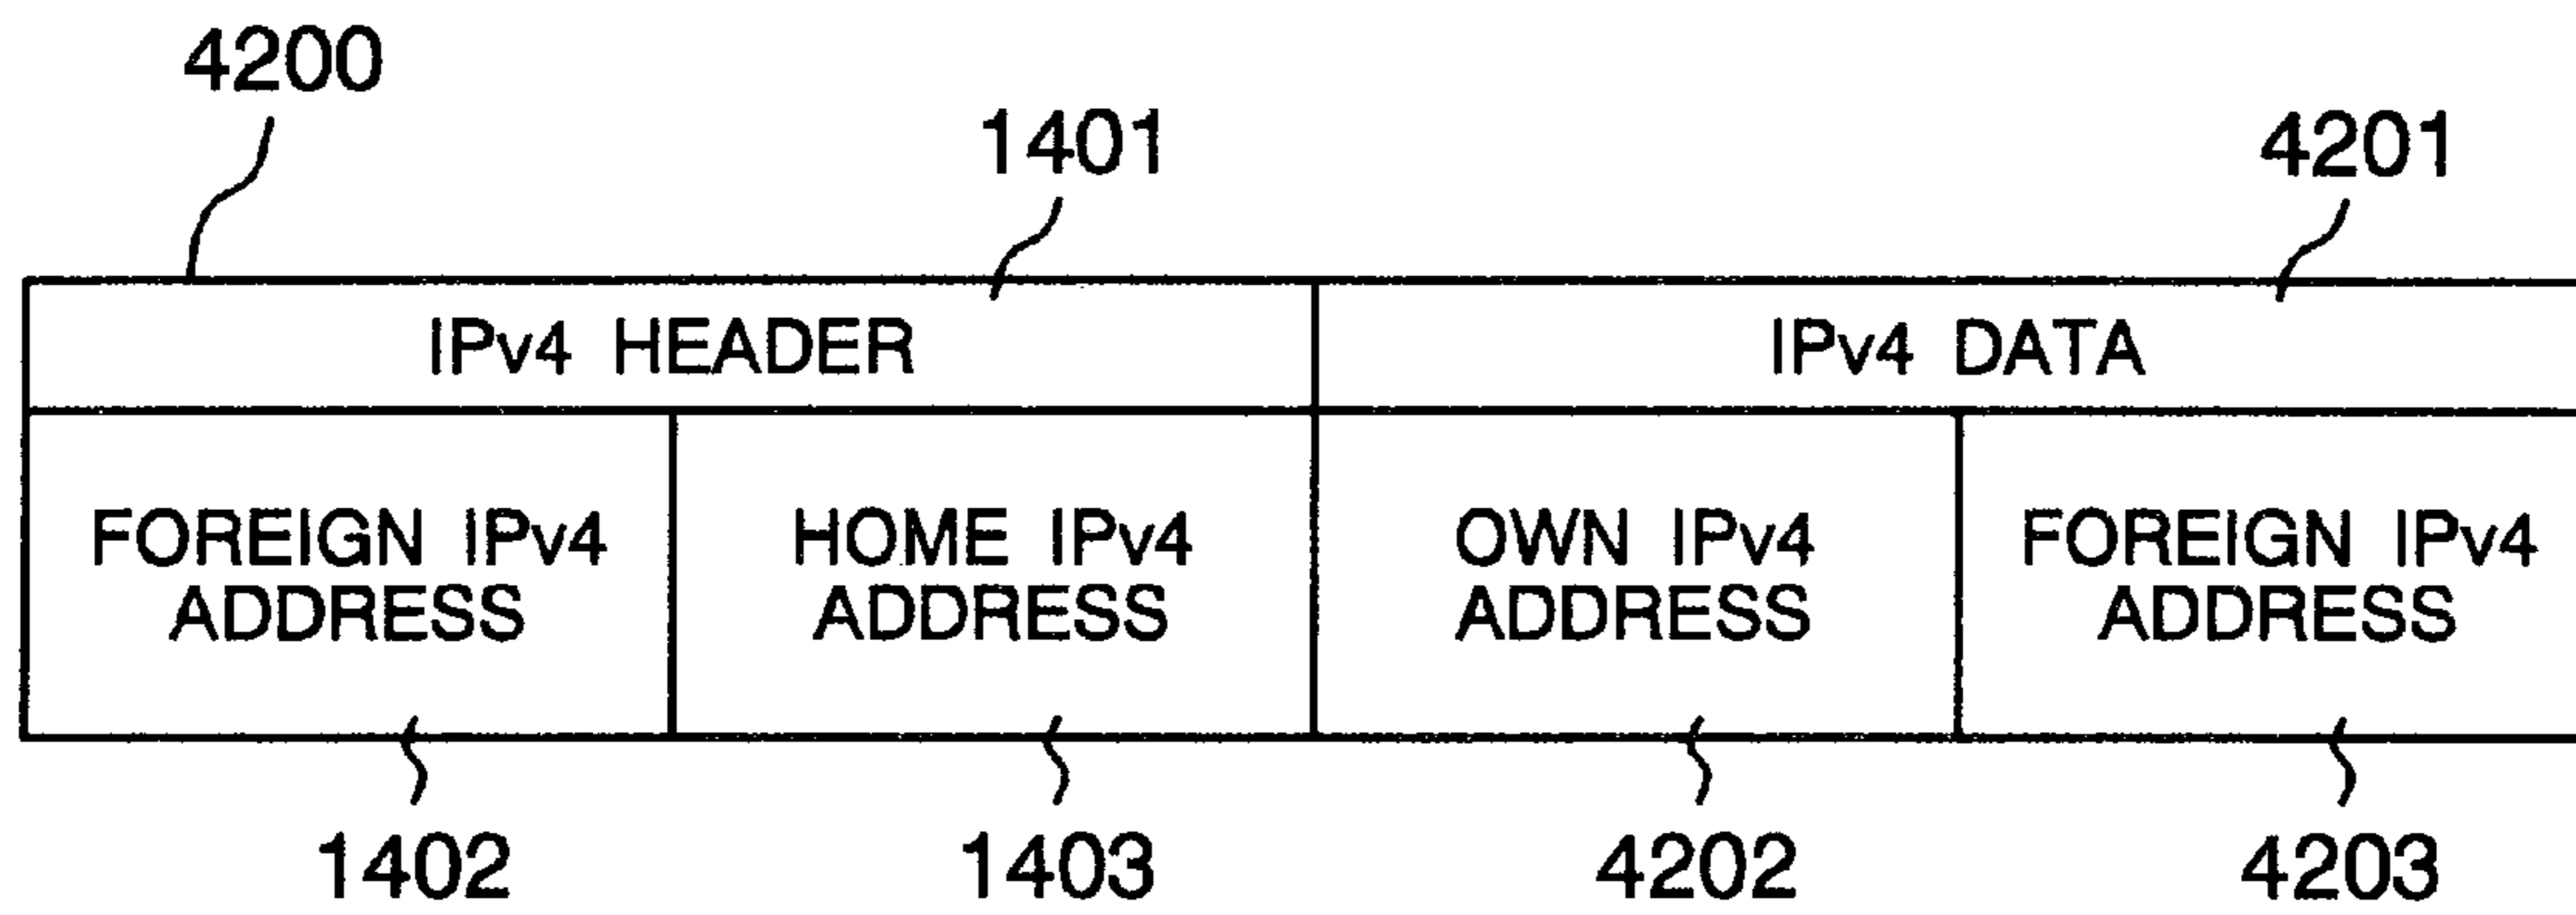 4200
1401
4201
IPv4 HEADER
IPv4 DATA
FOREIGN IPv4
ADDRESS
HOME IPv4
ADDRESS
OWN IPv4
ADDRESS
FOREIGN IPv4
ADDRESS
1402
1403
4202
4203